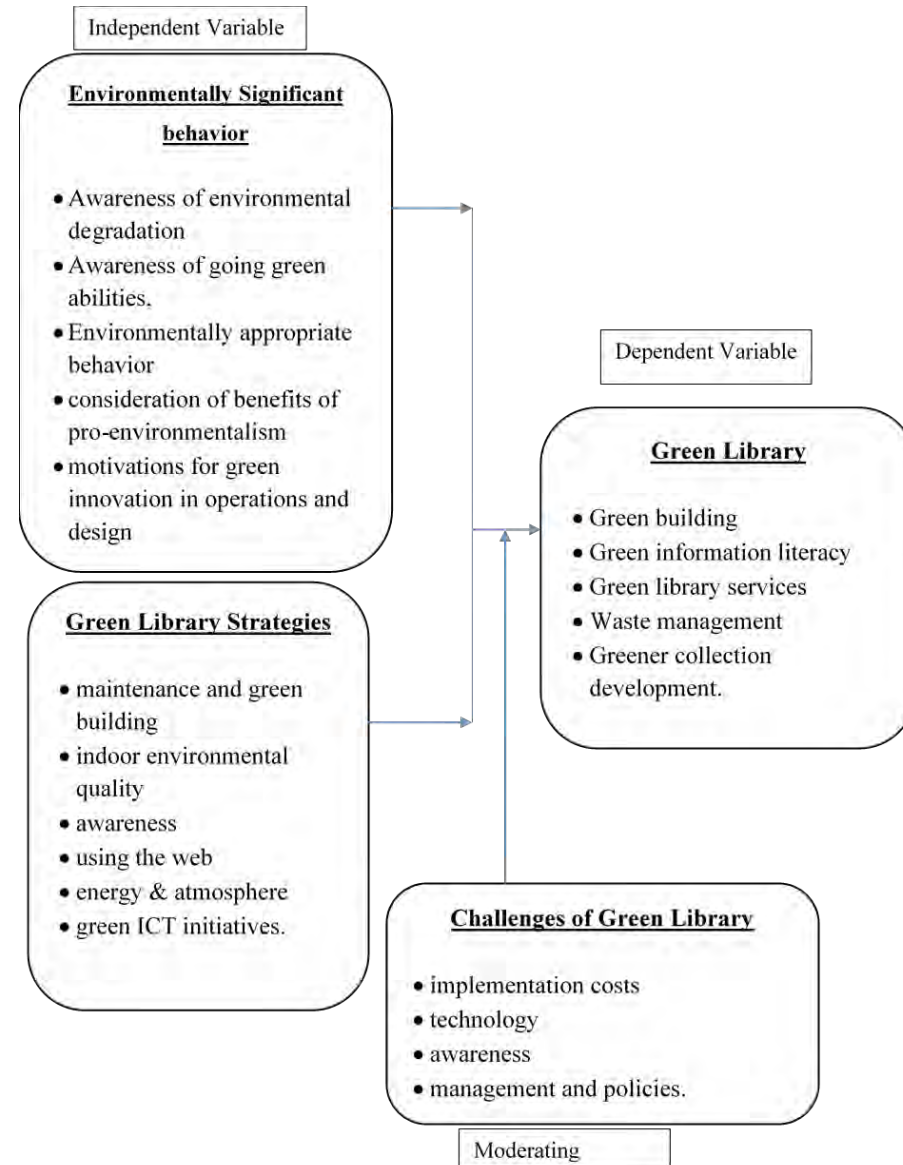 Independent Variable
Environmentally Significant
behavior
• Awareness of environmental
degradation
• Awareness of going green
abilities.
• Environmentally appropriate
behavior
• consideration of benefits of
pro-environmentalism
• motivations for green
innovation in operations and
design
Green Library Strategies
• maintenance and green
building
• indoor environmental
quality
• awareness
• using the web
• energy & atmosphere
• green ICT initiatives.
Dependent Variable
Green Library
• Green building
• Green information literacy
• Green library services
• Waste management
• Greener collection
development.
Challenges of Green Library
• implementation costs
• technology
• awareness
• management and policies.
Moderating